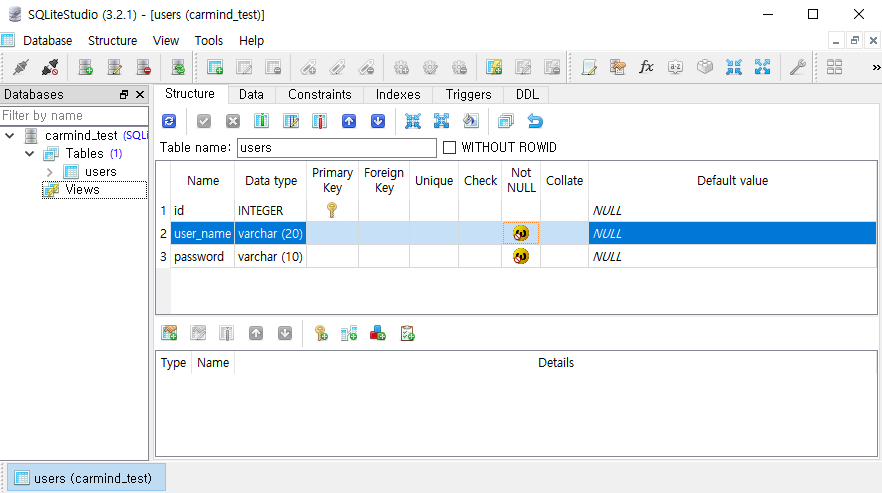 SQLiteStudio (3.2.1) - [users (carmind_test)]
Database Structure View Tools Help
Databases
Filter by name
carmind_test (SQLi
Tables (1)
users
Views
Structure Data Constraints Indexes Triggers DDL
Table name: users WITHOUT ROWID
Name Data type Primary Key Foreign Key Unique Check Not NULL Collate Default value
1 id INTEGER NULL
2 user_name varchar (20) NULL
3 password varchar (10) NULL
Type Name Details
users (carmind_test)